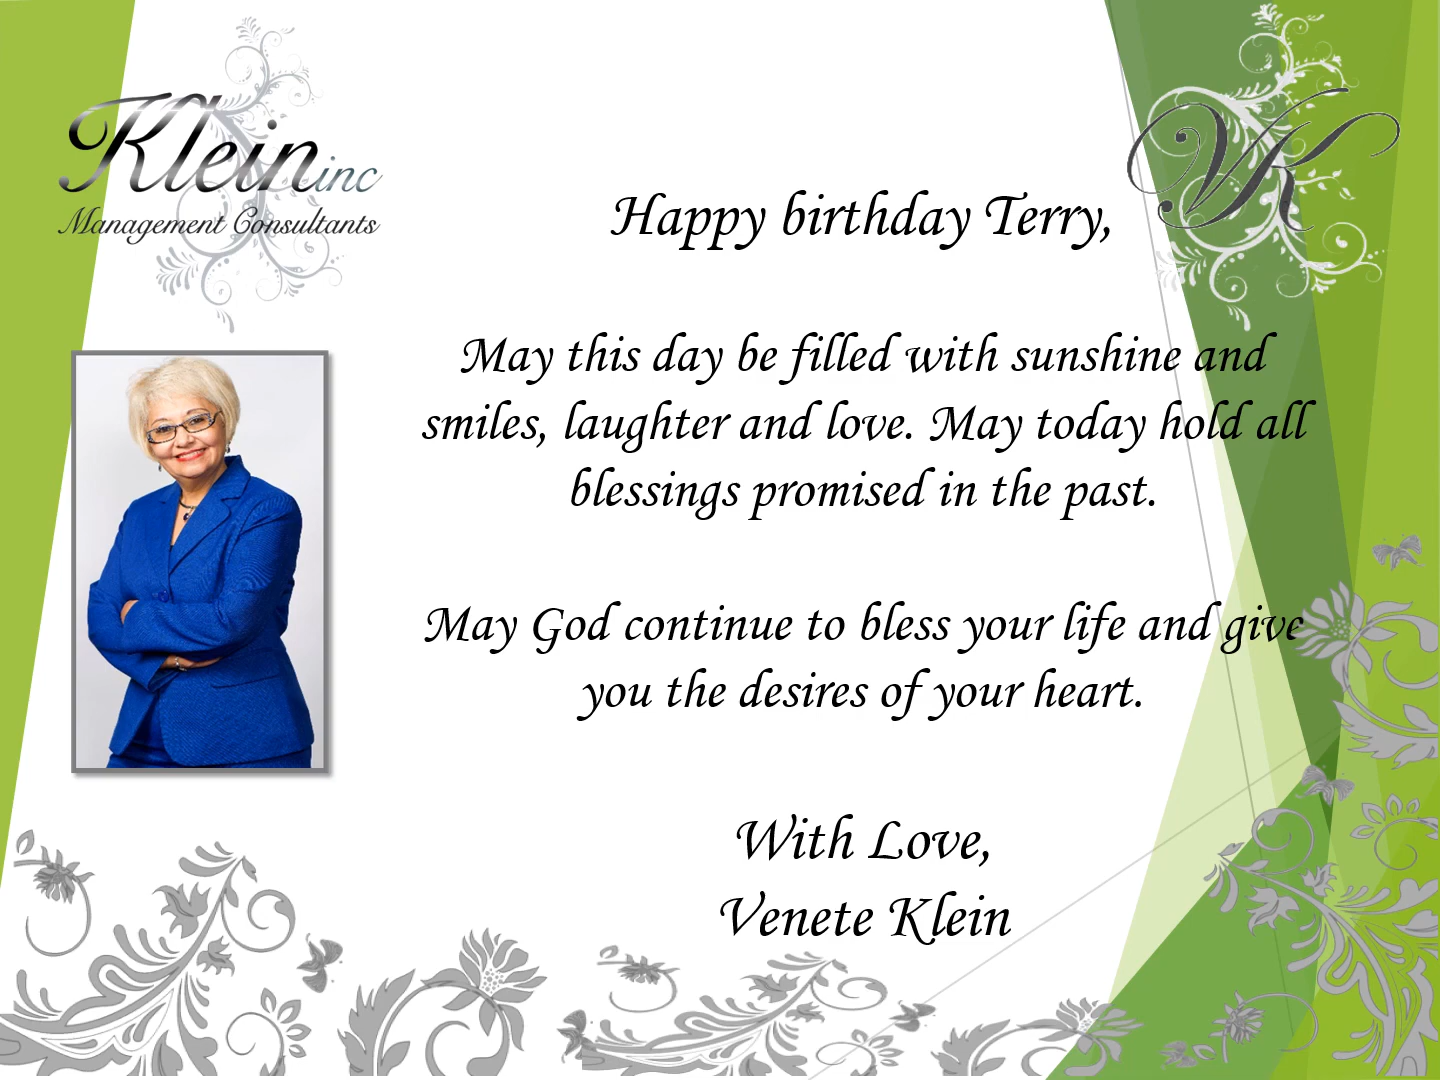 Klein inc
Management Consultants
VK
Happy birthday Terry,
May this day be filled with sunshine and
smiles, laughter and love. May today hold all
blessings promised in the past.
May God continue to bless your life and give
you the desires of your heart.
With Love,
Venete Klein